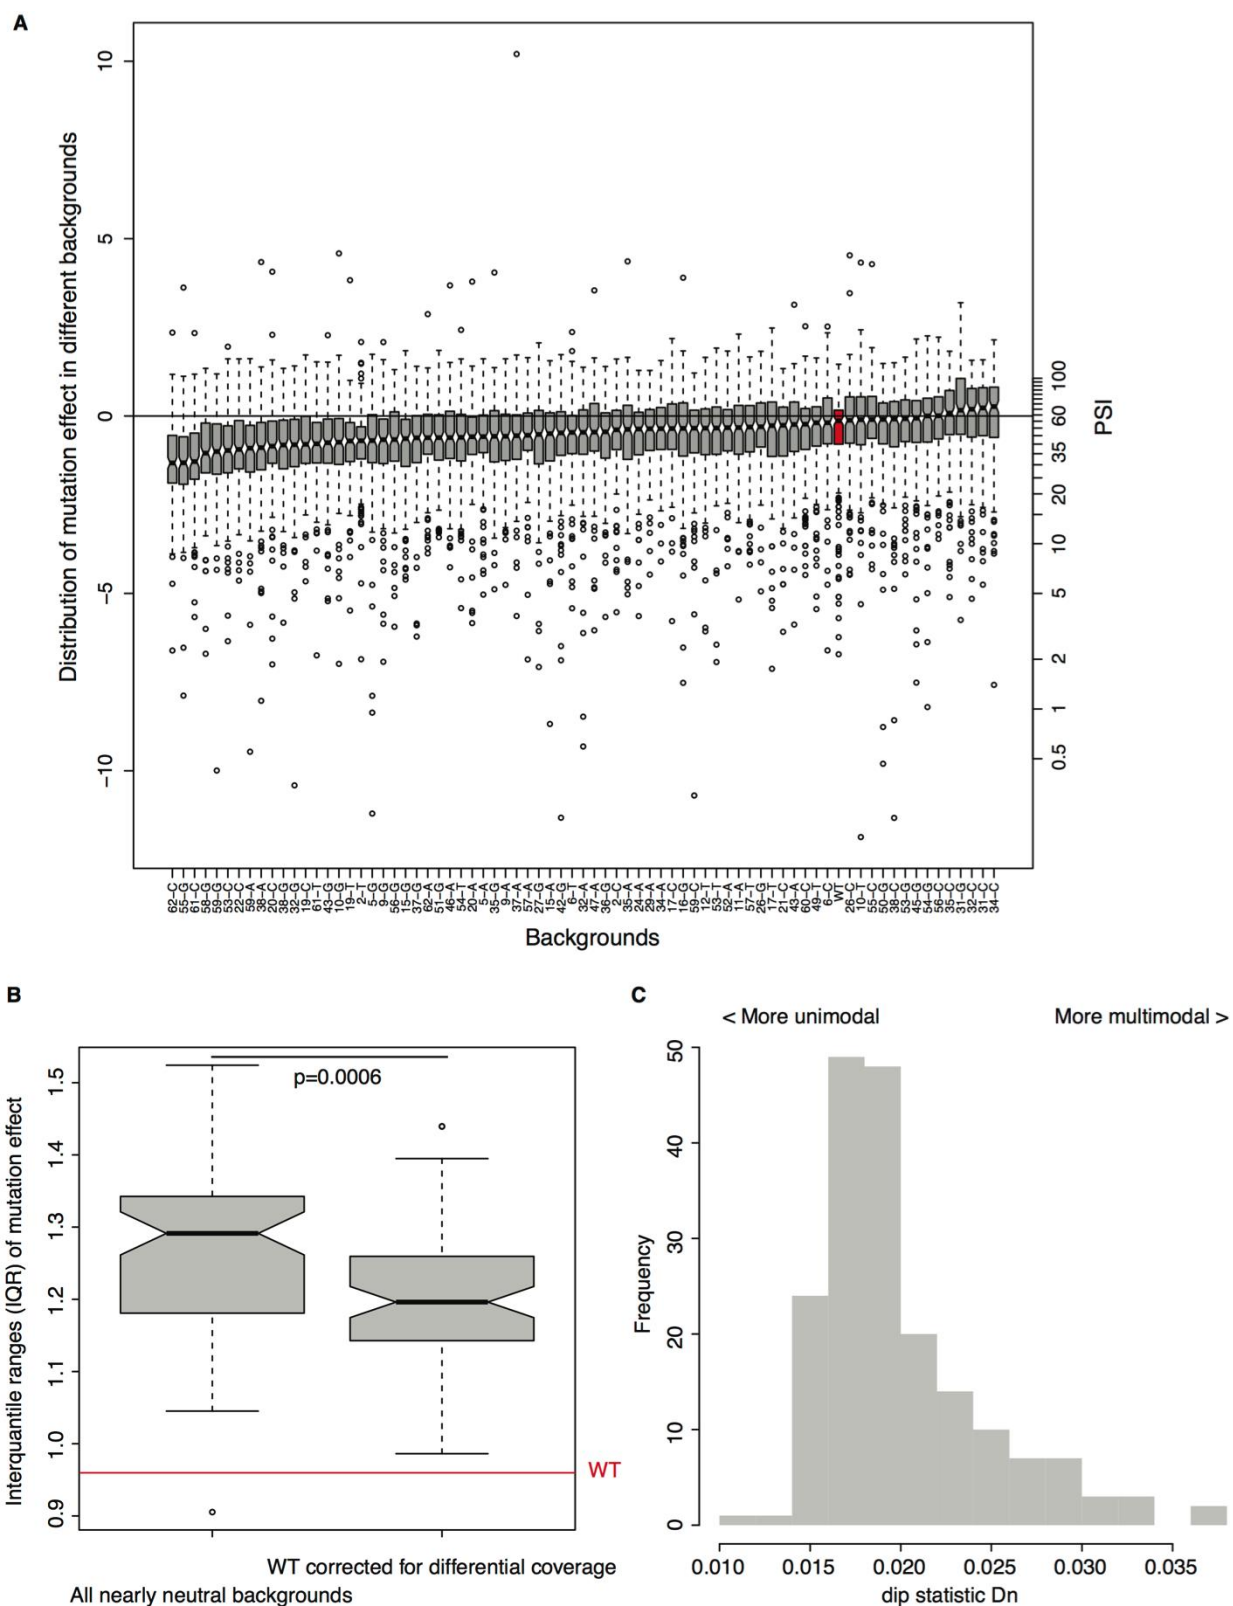 A
Distribution of mutation effect in different backgrounds
10
5
0
−5
−10
PSI
100
60
35
20
10
5
2
1
0.5
62−C 55−G 61−C 58−G 59−G 53−C 22−C 59−A 38−A 20−C 38−G 32−G 19−C 61−T 43−G 10−G 19−T 2−T 5−G 9−G 56−G 15−G 37−G 62−A 51−G 46−A 54−T 20−A 5−A 35−G 9−A 37−A 57−A 27−G 15−A 42−G 6−T 32−A 47−A 36−G 2−C 35−A 24−A 29−A 34−A 17−C 16−G 59−C 12−T 53−T 52−A 11−A 57−T 26−G 17−T 21−C 43−A 60−C 49−T 6−C WT 26−C 10−T 55−C 50−G 38−C 53−G 45−G 54−G 56−C 35−C 31−G 32−C 31−T 34−C
Backgrounds
B
Interquantile ranges (IQR) of mutation effect
1.5
1.4
1.3
1.2
1.1
1.0
0.9
p=0.0006
WT
WT corrected for differential coverage
All nearly neutral backgrounds
C
< More unimodal
More multimodal >
Frequency
50
40
30
20
10
0
0.010 0.015 0.020 0.025 0.030 0.035
dip statistic Dn